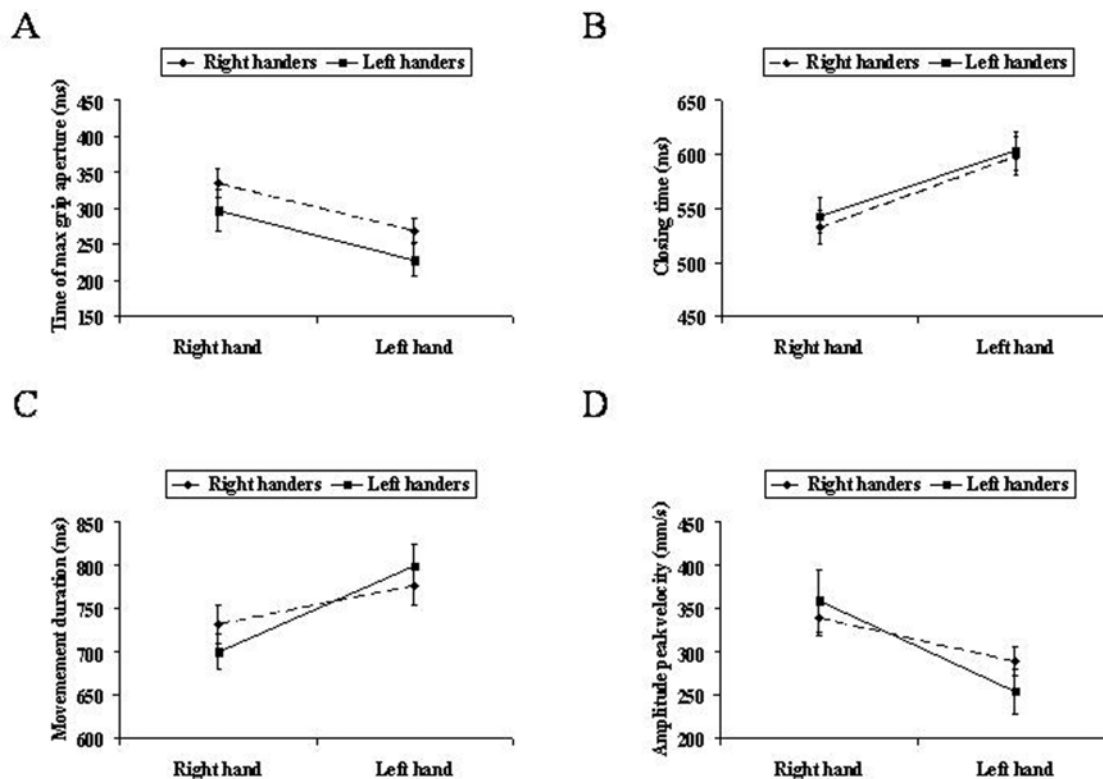 A
Right handers Left handers
Time of max grip aperture (ms)
450
400
350
300
250
200
150
Right hand Left hand
B
Right handers Left handers
Closing time (ms)
650
600
550
500
450
Right hand Left hand
C
Right handers Left handers
Movemement duration (ms)
850
800
750
700
650
600
Right hand Left hand
D
Right handers Left handers
Amplitude peak velocity (mm/s)
450
400
350
300
250
200
Right hand Left hand